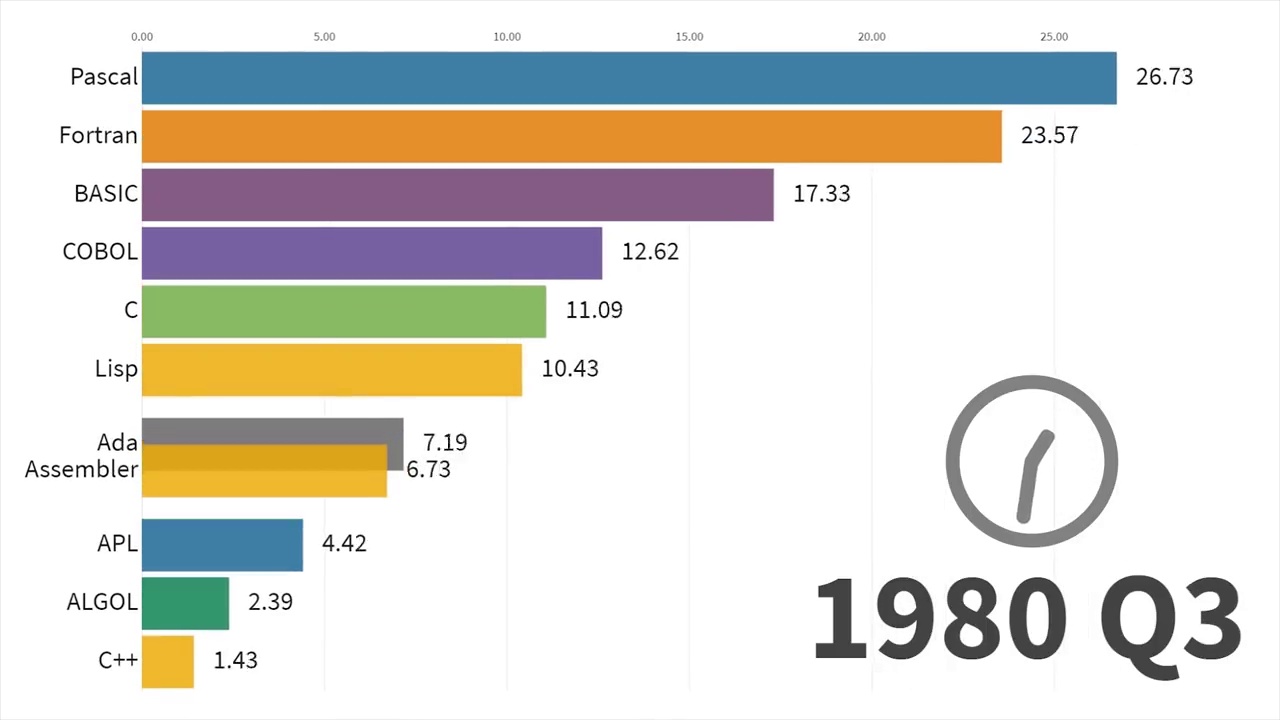 0.00 5.00 10.00 15.00 20.00 25.00
Pascal 26.73
Fortran 23.57
BASIC 17.33
COBOL 12.62
C 11.09
Lisp 10.43
Ada 7.19
Assembler 6.73
APL 4.42
ALGOL 2.39
C++ 1.43
1980 Q3